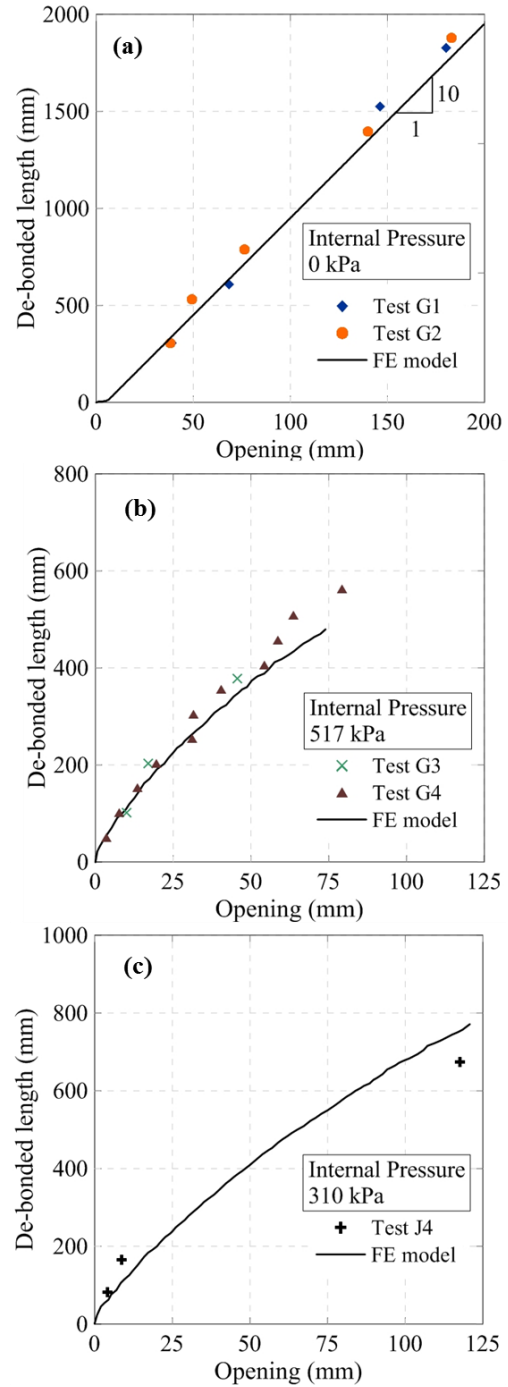 (a)
De-bonded length (mm)
2000
1500
1000
500
0
10
1
Internal Pressure
0 kPa
Test G1
Test G2
FE model
0
50
100
150
200
Opening (mm)
(b)
De-bonded length (mm)
800
600
400
200
0
Internal Pressure
517 kPa
Test G3
Test G4
FE model
0
25
50
75
100
125
Opening (mm)
(c)
De-bonded length (mm)
1000
800
600
400
200
0
Internal Pressure
310 kPa
Test J4
FE model
0
25
50
75
100
125
Opening (mm)